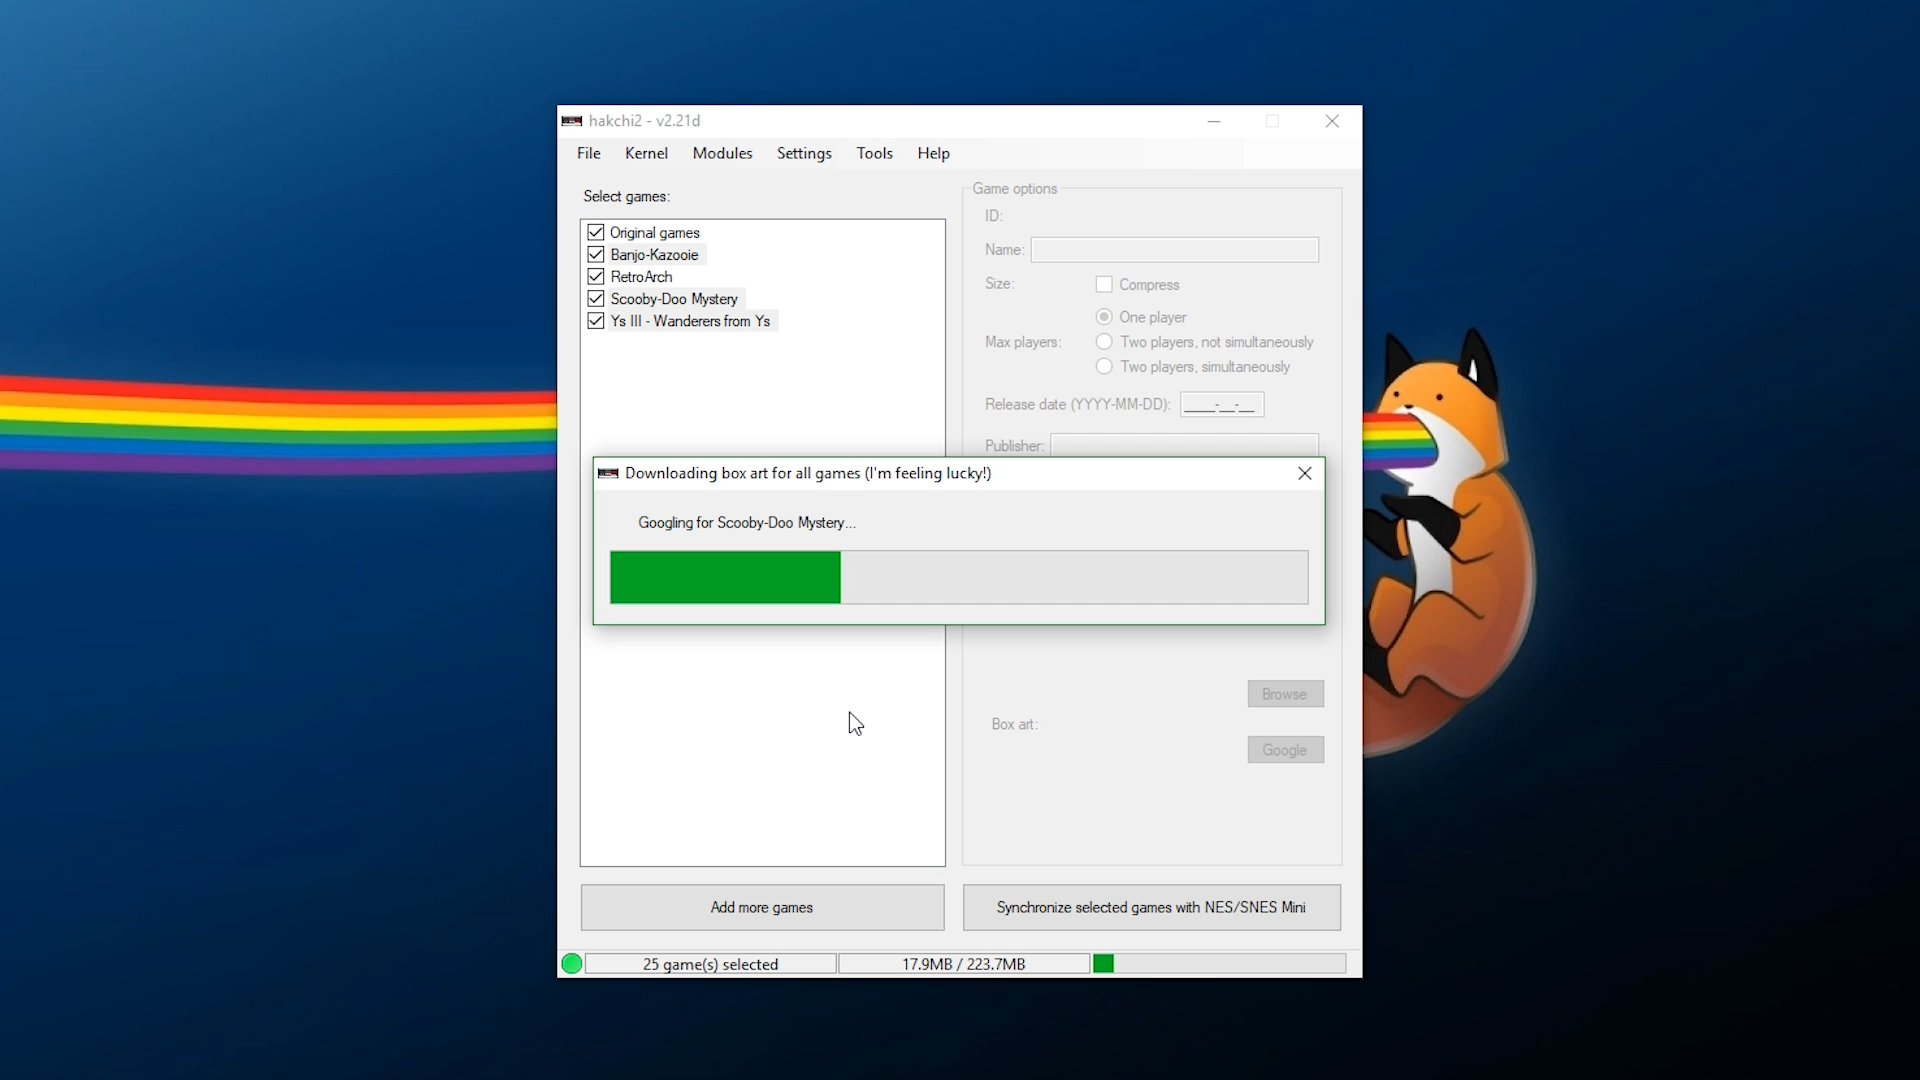 hakchi2 - v2.21d
File Kernel Modules Settings Tools Help
Select games:
Original games
Banjo-Kazooie
RetroArch
Scooby-Doo Mystery
Ys III - Wanderers from Ys
Game options
ID:
Name:
Size:
Compress
One player
Max players:
Two players, not simultaneously
Two players, simultaneously
Release date (YYYY-MM-DD): ____-__-__
Publisher:
Downloading box art for all games (I'm feeling lucky!)
Googling for Scooby-Doo Mystery...
Browse
Box art:
Google
Add more games
Synchronize selected games with NES/SNES Mini
25 game(s) selected
17.9MB / 223.7MB